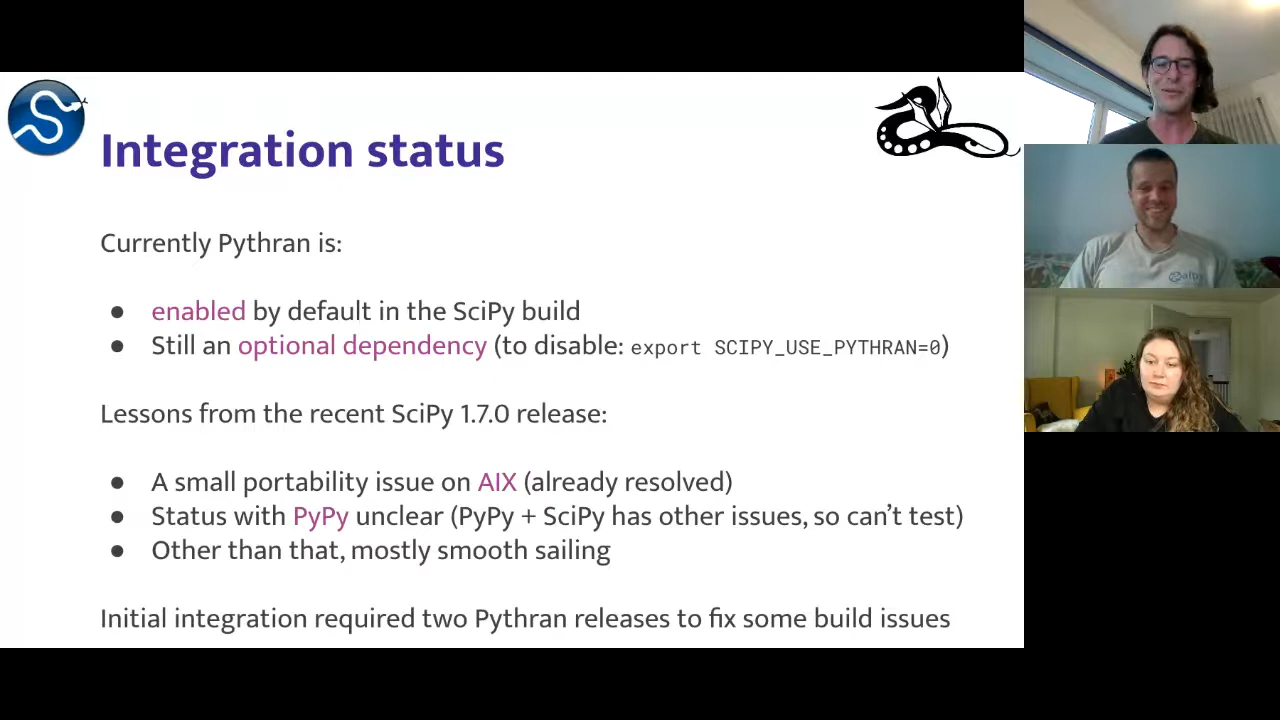 Integration status
Currently Pythran is:
● enabled by default in the SciPy build
● Still an optional dependency (to disable: export SCIPY_USE_PYTHRAN=0)
Lessons from the recent SciPy 1.7.0 release:
● A small portability issue on AIX (already resolved)
● Status with PyPy unclear (PyPy + SciPy has other issues, so can’t test)
● Other than that, mostly smooth sailing
Initial integration required two Pythran releases to fix some build issues